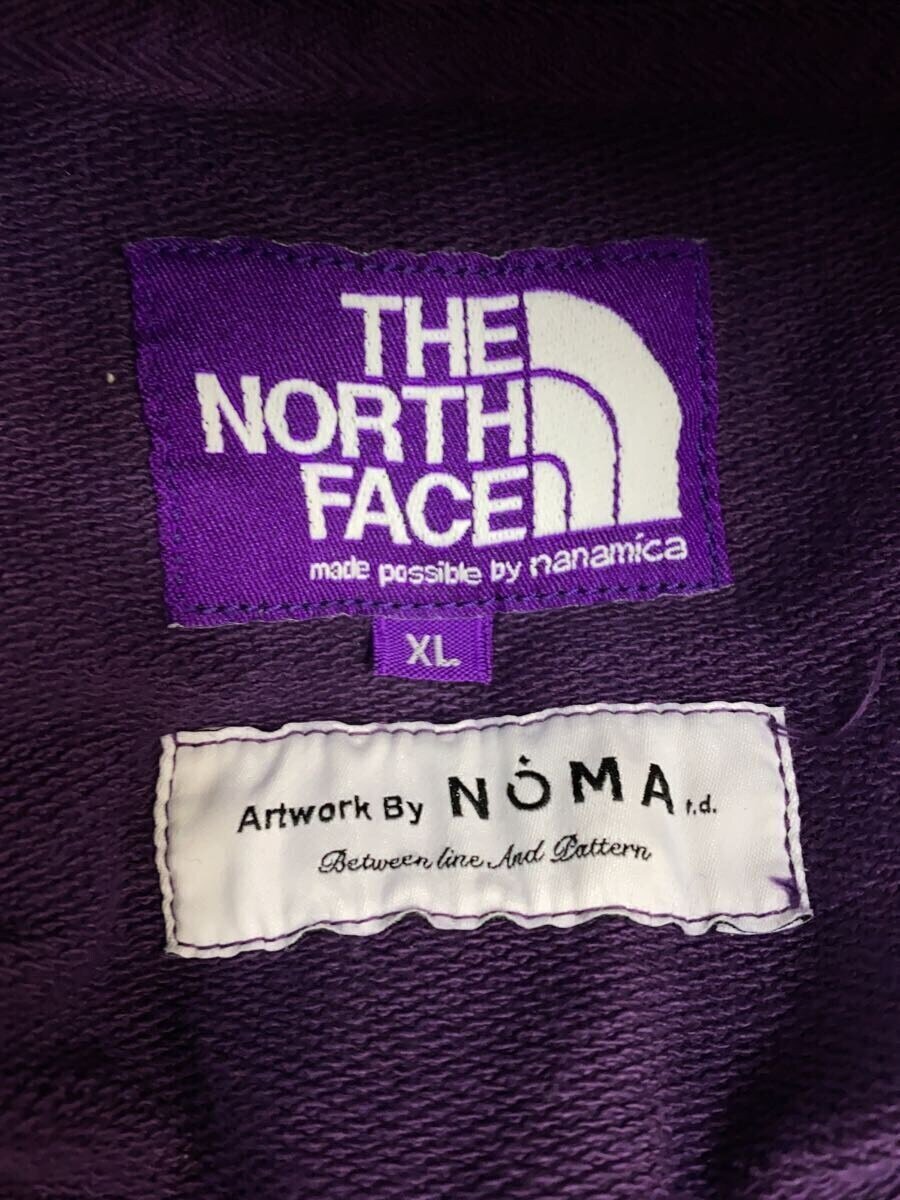 THE
NORTH
FACE
made possible by nanamica
XL
Artwork By NOMA t.d.
Between line And Pattern